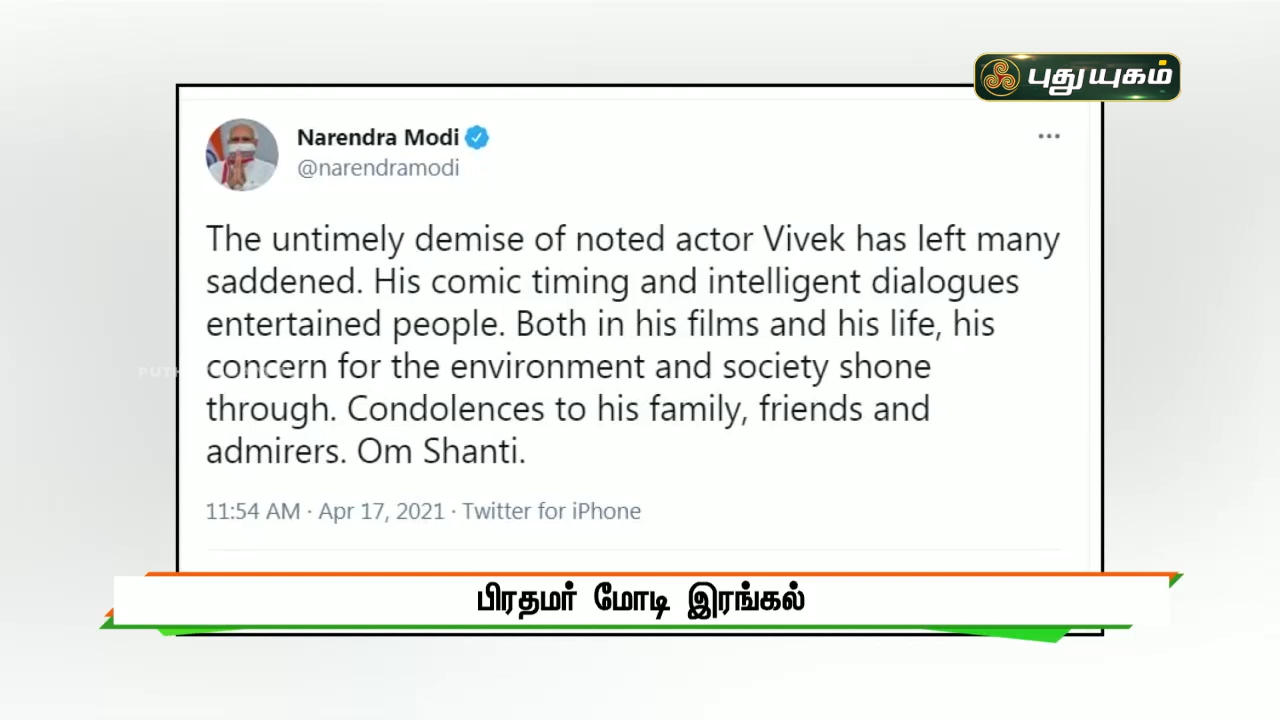 புதுயுகம்
Narendra Modi
@narendramodi
The untimely demise of noted actor Vivek has left many
saddened. His comic timing and intelligent dialogues
entertained people. Both in his films and his life, his
concern for the environment and society shone
through. Condolences to his family, friends and
admirers. Om Shanti.
11:54 AM · Apr 17, 2021 · Twitter for iPhone
பிரதமர் மோடி இரங்கல்